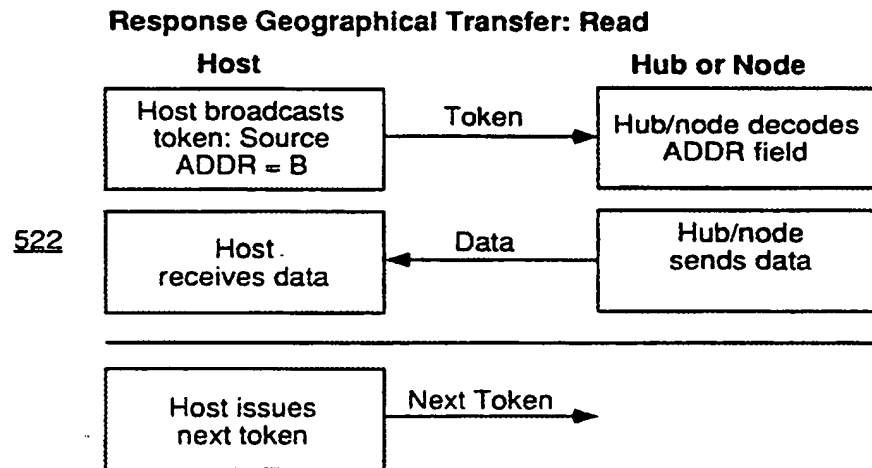 Response Geographical Transfer: Read
Host
Hub or Node
Host broadcasts
token: Source
ADDR = B
Token
Hub/node decodes
ADDR field
522
Host
receives data
Data
Hub/node
sends data
Host issues
next token
Next Token